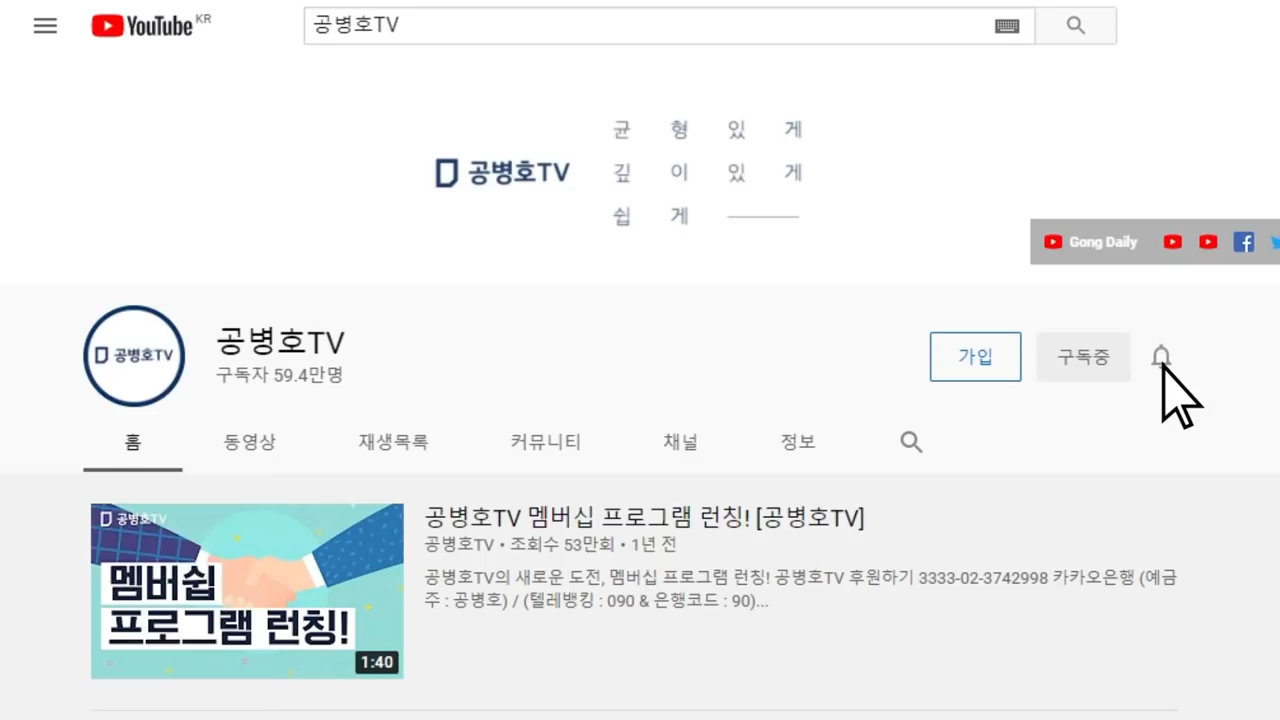 YouTube KR
공병호TV
균 형 있 게
공병호TV
깊 이 있 게
쉽 게
Gong Daily
공병호TV
공병호TV
구독자 59.4만명
가입
구독중
홈
동영상
재생목록
커뮤니티
채널
정보
공병호TV
멤버쉽
프로그램 런칭!
1:40
공병호TV 멤버십 프로그램 런칭! [공병호TV]
공병호TV • 조회수 53만회 • 1년 전
공병호TV의 새로운 도전, 멤버십 프로그램 런칭! 공병호TV 후원하기 3333-02-3742998 카카오은행 (예금
주 : 공병호) / (텔레뱅킹 : 090 & 은행코드 : 90)...